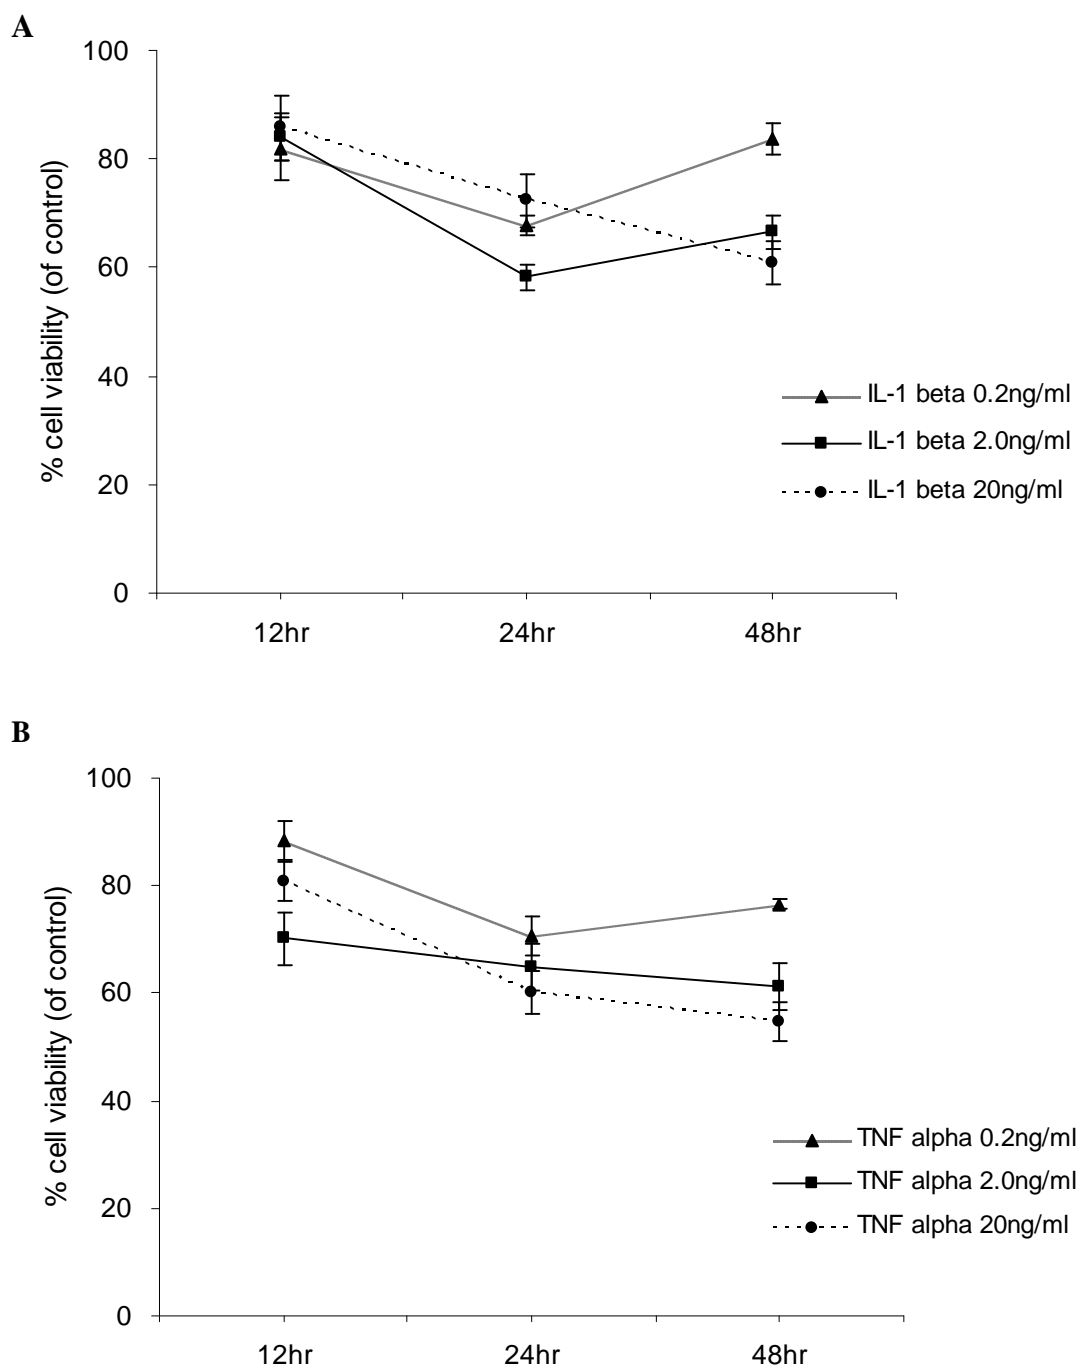 A
100
80
60
40
20
0
% cell viability (of control)
12hr
24hr
48hr
IL-1 beta 0.2ng/ml
IL-1 beta 2.0ng/ml
IL-1 beta 20ng/ml
B
100
80
60
40
20
0
% cell viability (of control)
12hr
24hr
48hr
TNF alpha 0.2ng/ml
TNF alpha 2.0ng/ml
TNF alpha 20ng/ml